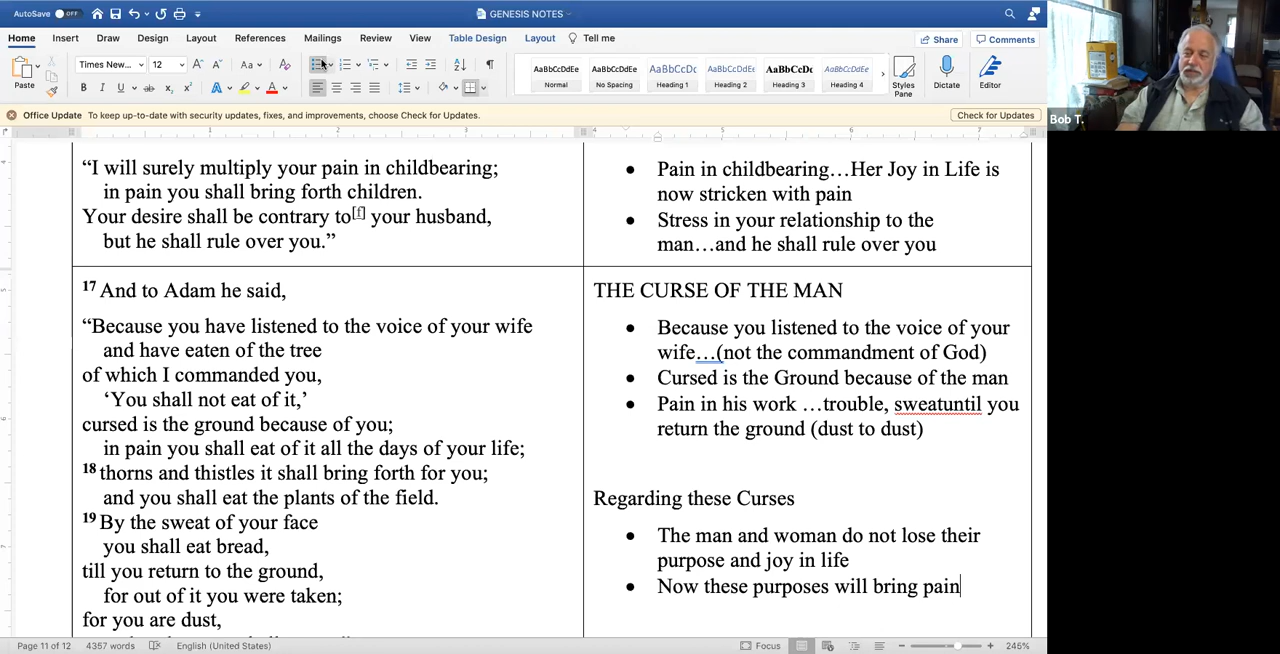 AutoSave OFF GENESIS NOTES
Home Insert Draw Design Layout References Mailings Review View Table Design Layout Tell me Share Comments
Paste Times New... 12 A A Aa A
B I U ab x₂ x² A A
AaBbCcDdEe AaBbCcDdEe AaBbCcDc AaBbCcDdEe AaBbCcDc AaBbCcDdEe
Normal No Spacing Heading 1 Heading 2 Heading 3 Heading 4 Styles Pane Dictate Editor
Office Update To keep up-to-date with security updates, fixes, and improvements, choose Check for Updates. Check for Updates
Bob T.
1 2 3 4 5 6 7
“I will surely multiply your pain in childbearing;
in pain you shall bring forth children.
Your desire shall be contrary to[f] your husband,
but he shall rule over you.”
• Pain in childbearing…Her Joy in Life is
now stricken with pain
• Stress in your relationship to the
man…and he shall rule over you
17 And to Adam he said,
“Because you have listened to the voice of your wife
and have eaten of the tree
of which I commanded you,
‘You shall not eat of it,’
cursed is the ground because of you;
in pain you shall eat of it all the days of your life;
18 thorns and thistles it shall bring forth for you;
and you shall eat the plants of the field.
19 By the sweat of your face
you shall eat bread,
till you return to the ground,
for out of it you were taken;
for you are dust,
THE CURSE OF THE MAN
• Because you listened to the voice of your
wife…(not the commandment of God)
• Cursed is the Ground because of the man
• Pain in his work …trouble, sweatuntil you
return the ground (dust to dust)
Regarding these Curses
• The man and woman do not lose their
purpose and joy in life
• Now these purposes will bring pain
Page 11 of 12 4357 words English (United States) Focus 246%